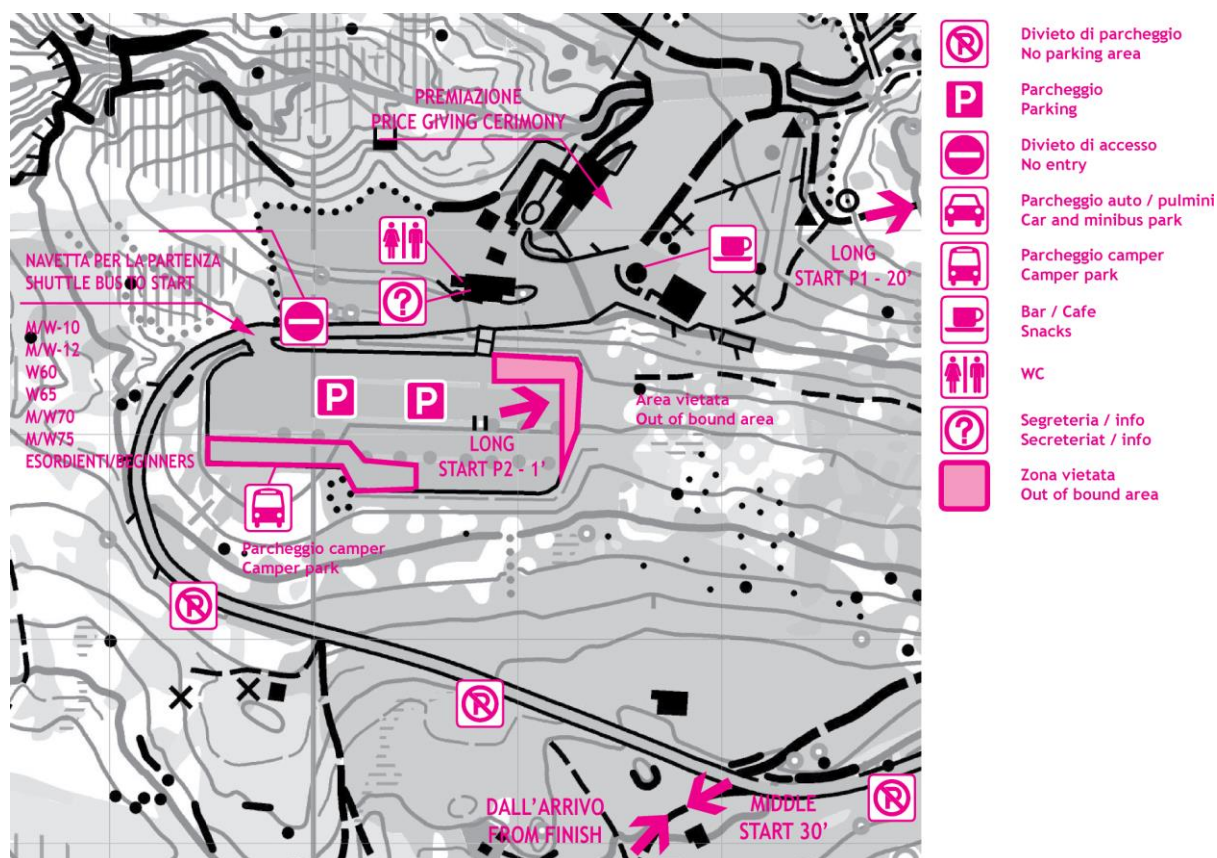 PREMIAZIONE
PRICE GIVING CERIMONY
NAVETTA PER LA PARTENZA
SHUTTLE BUS TO START
M/W-10
M/W-12
W60
W65
M/W70
M/W75
ESORDIENTI/BEGINNERS
LONG
START P1 - 20'
P
P
LONG
START P2 - 1'
Area vietata
Out of bound area
?
Parcheggio camper
Camper park
P
P
P
DALL'ARRIVO
FROM FINISH
MIDDLE
START 30'
P
Divieto di parcheggio
No parking area
P
Parcheggio
Parking
Divieto di accesso
No entry
Parcheggio auto / pulmini
Car and minibus park
Parcheggio camper
Camper park
Bar / Cafe
Snacks
WC
?
Segreteria / info
Secreteriat / info
Zona vietata
Out of bound area